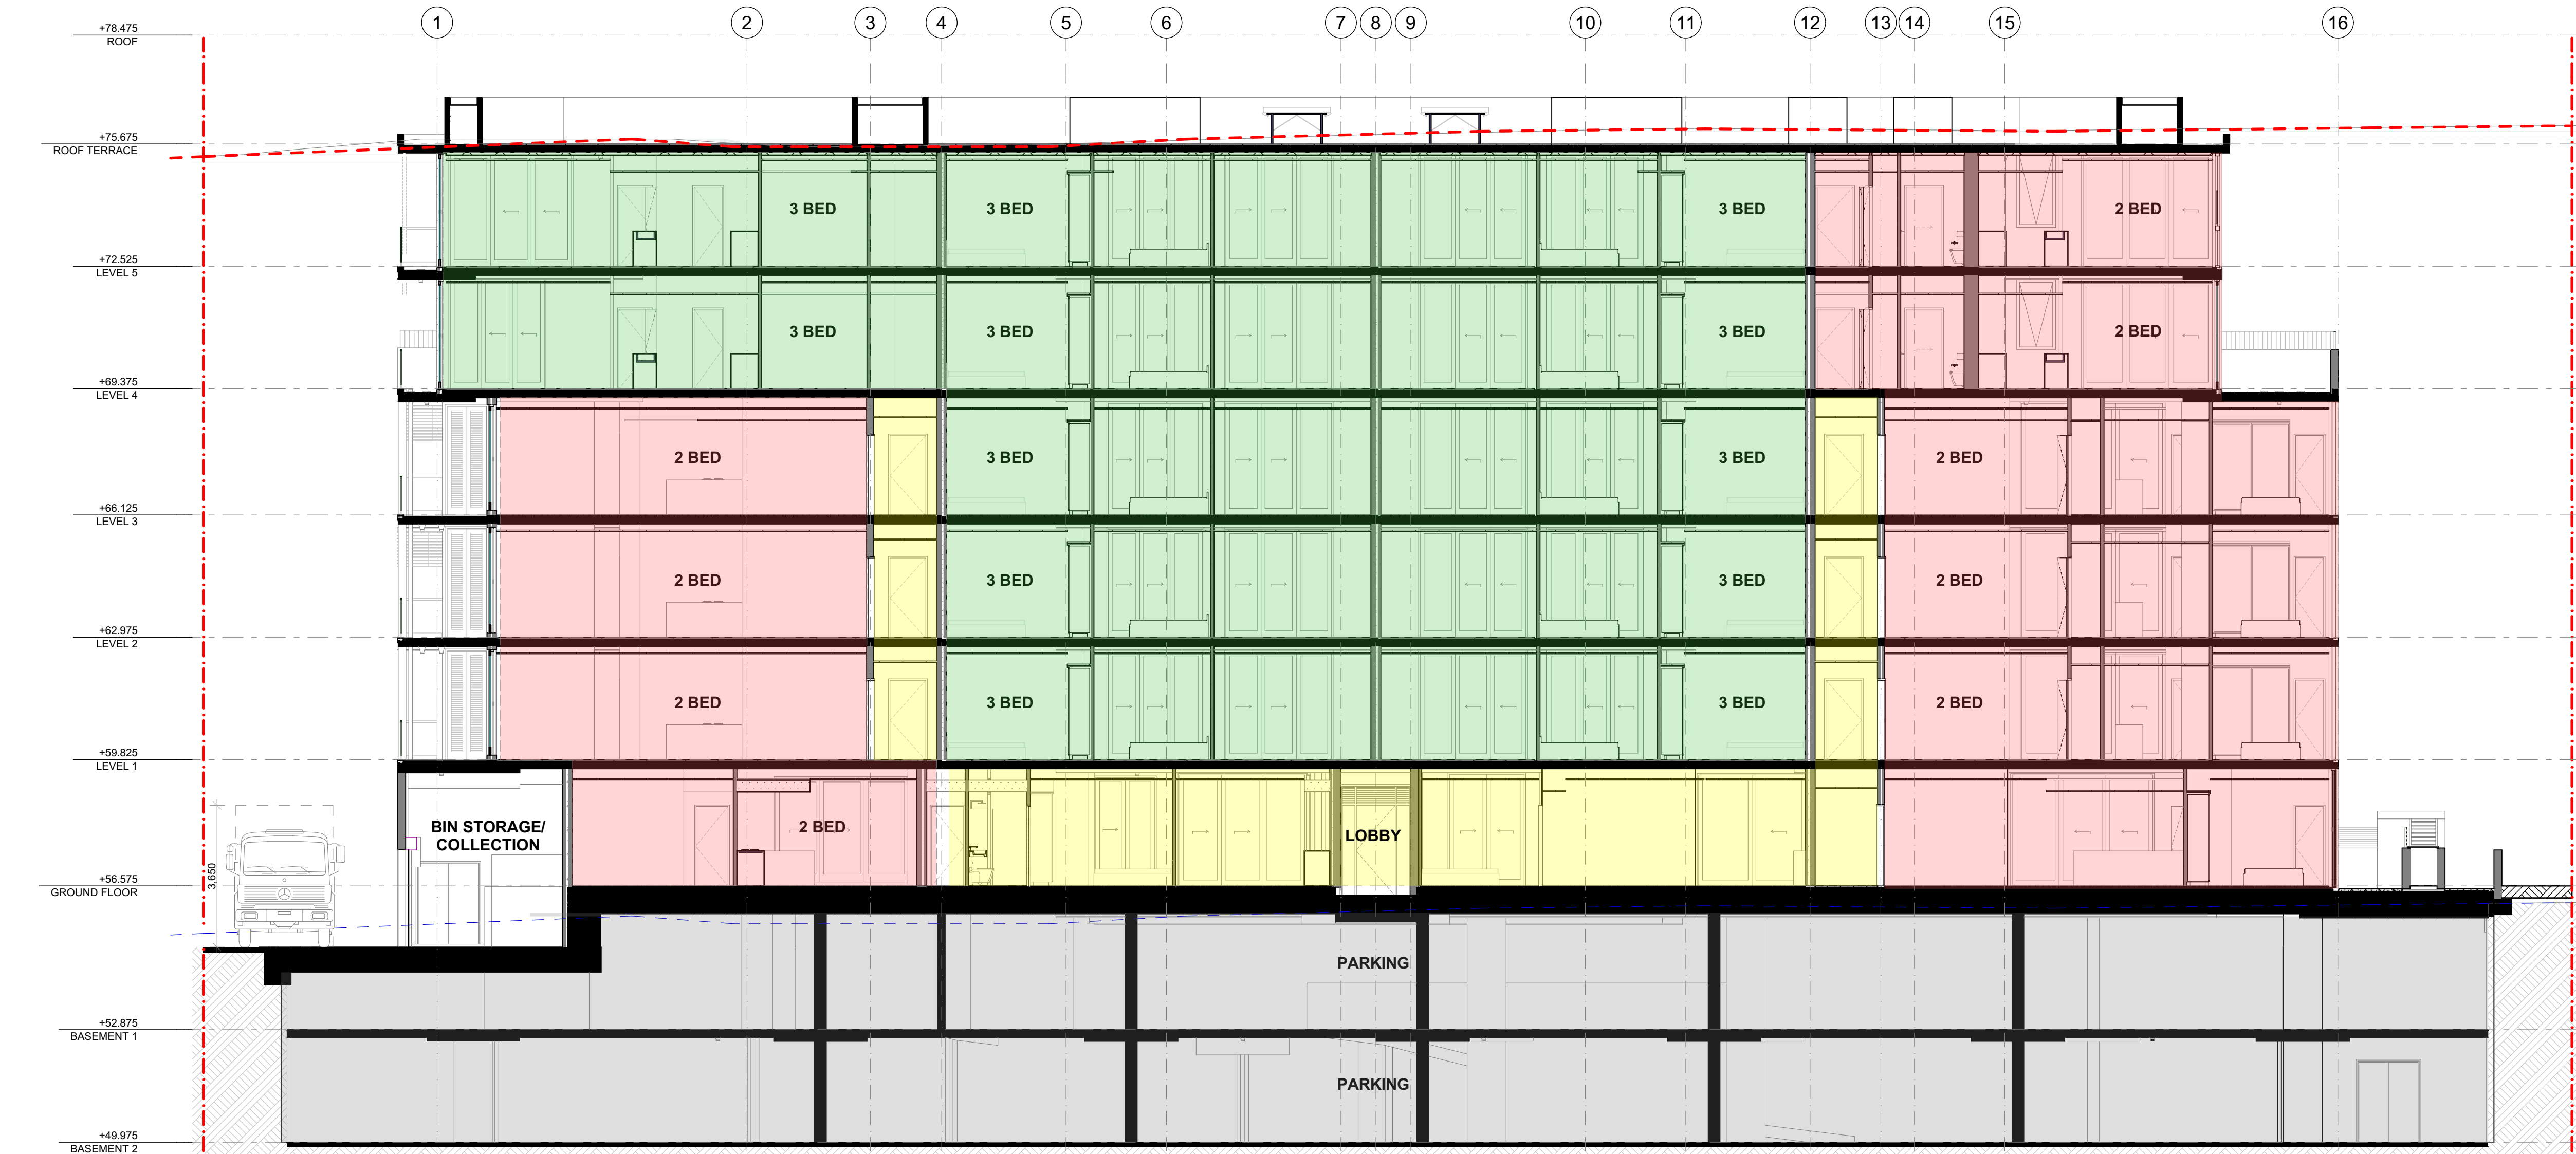 1 2 3 4 5 6 7 8 9 10 11 12 13 14 15 16
+78.475
ROOF
+75.675
ROOF TERRACE
3 BED 3 BED 3 BED 2 BED
+72.525
LEVEL 5
3 BED 3 BED 3 BED 2 BED
+69.375
LEVEL 4
2 BED 3 BED 3 BED 2 BED
+66.125
LEVEL 3
2 BED 3 BED 3 BED 2 BED
+62.975
LEVEL 2
2 BED 3 BED 3 BED 2 BED
+59.825
LEVEL 1
BIN STORAGE/
COLLECTION
2 BED
LOBBY
3,650
+56.575
GROUND FLOOR
PARKING
+52.875
BASEMENT 1
PARKING
+49.975
BASEMENT 2